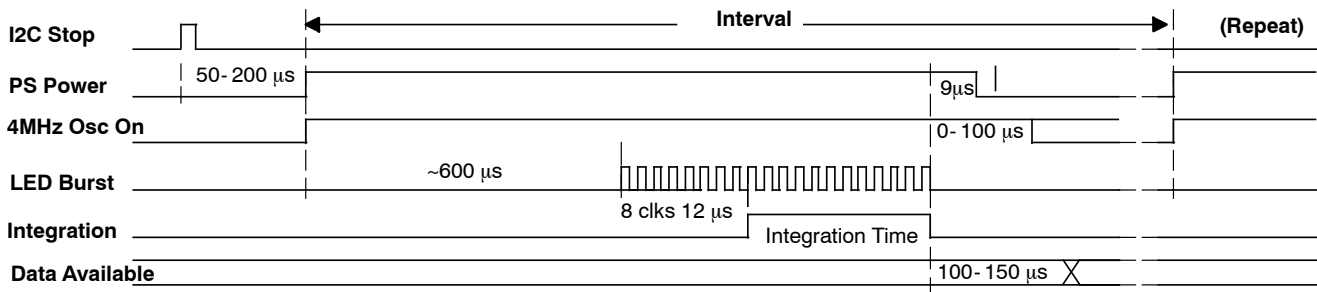 Interval
I2C Stop
(Repeat)
50-200 μs
PS Power
9μs
4MHz Osc On
0-100 μs
~600 μs
LED Burst
8 clks 12 μs
Integration
Integration Time
Data Available
100-150 μs